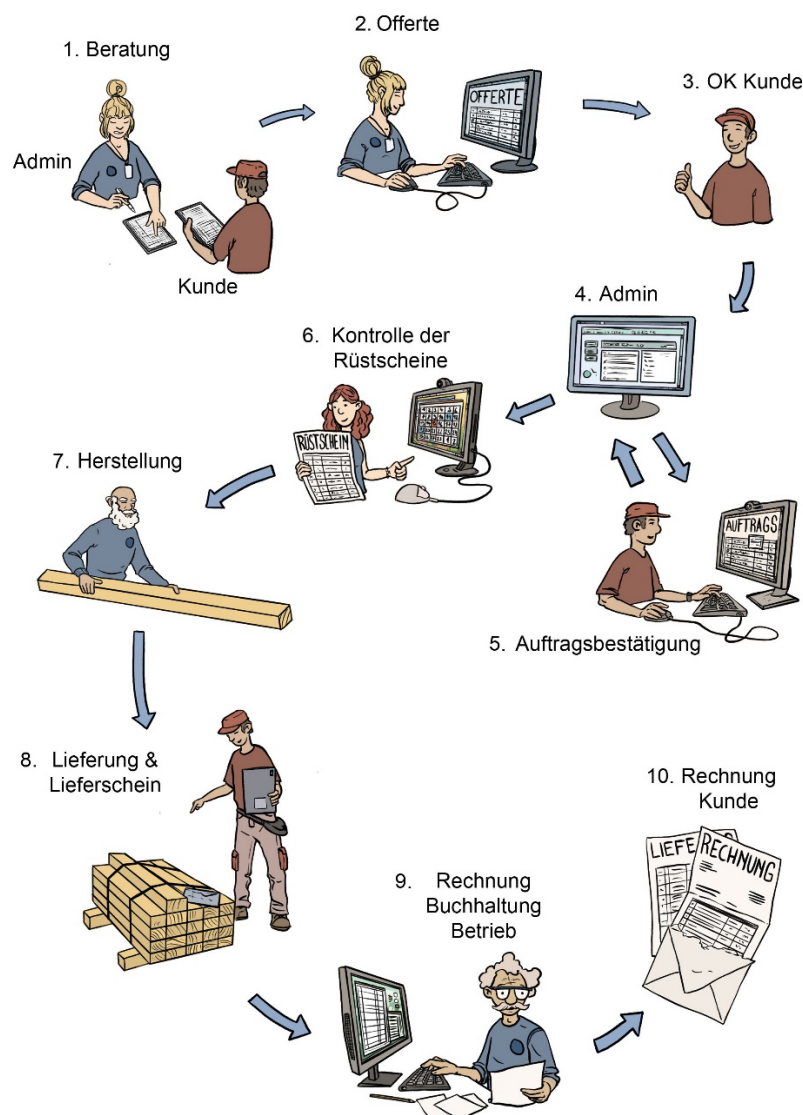 1. Beratung
Admin
Kunde
2. Offerte
OFFERTE
3. OK Kunde
4. Admin
5. Auftragsbestätigung
AUFTRAGS
6. Kontrolle der
Rüstscheine
RÜSTSCHEIN
7. Herstellung
8. Lieferung &
Lieferschein
9. Rechnung
Buchhaltung
Betrieb
10. Rechnung
Kunde
LIEFE
RECHNUNG